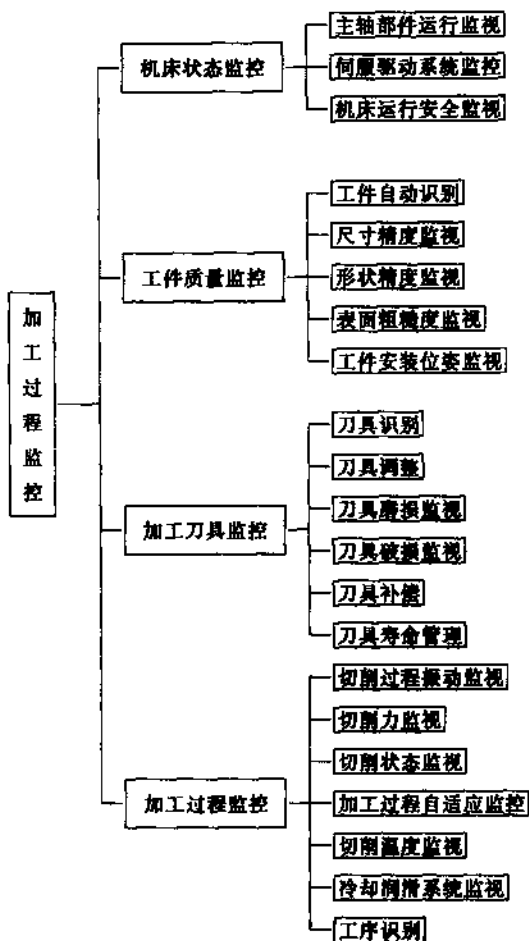 加工过程监控
机床状态监控
主轴部件运行监视
伺服驱动系统监控
机床运行安全监视
工件质量监控
工件自动识别
尺寸精度监视
形状精度监视
表面粗糙度监视
工件安装位姿监视
加工刀具监控
刀具识别
刀具调整
刀具磨损监视
刀具破损监视
刀具补偿
刀具寿命管理
加工过程监控
切削过程振动监视
切削力监视
切削状态监视
加工过程自适应监控
切削温度监视
冷却润滑系统监视
工序识别